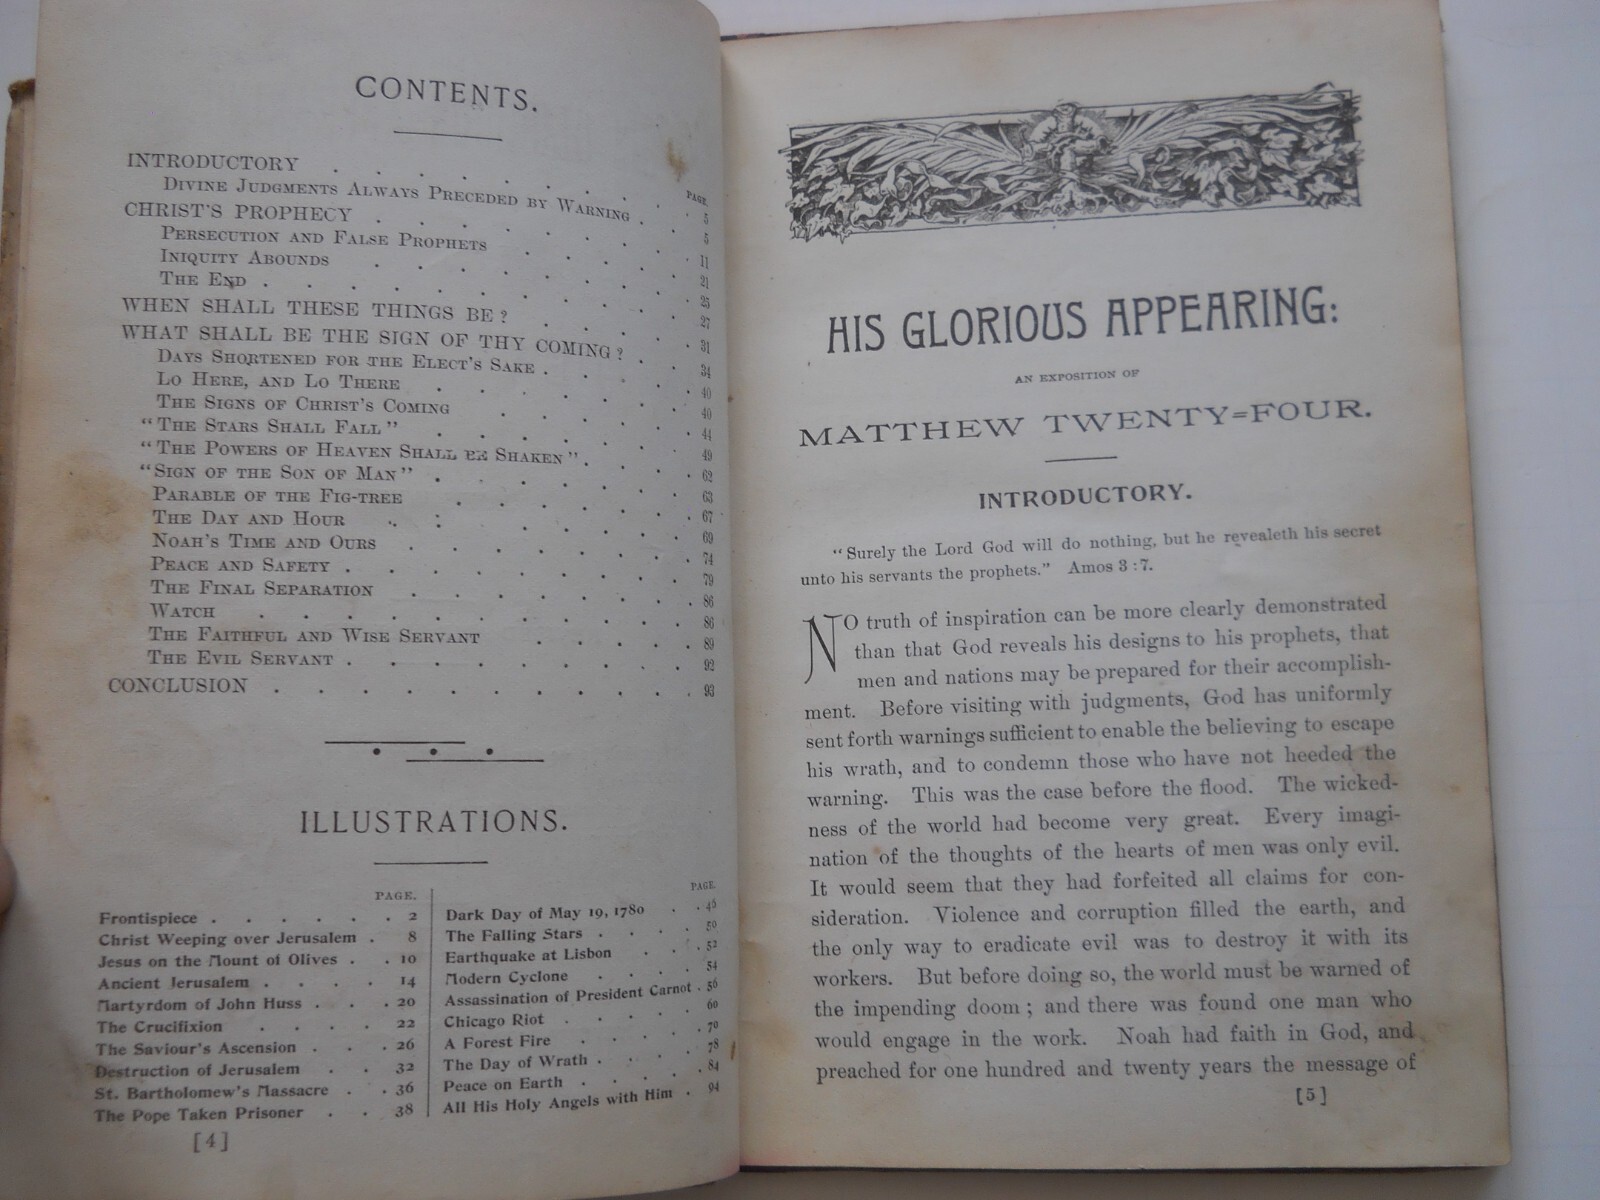 CONTENTS.
PAGE.
INTRODUCTORY . . . . . . . . . 5
DIVINE JUDGMENTS ALWAYS PRECEDED BY WARNING . . 5
CHRIST'S PROPHECY . . . . . . . . 11
PERSECUTION AND FALSE PROPHETS . . . . . 21
INIQUITY ABOUNDS . . . . . . . . 25
THE END . . . . . . . . . . 27
WHEN SHALL THESE THINGS BE? . . . . 31
WHAT SHALL BE THE SIGN OF THY COMING? . . 34
DAYS SHORTENED FOR THE ELECT'S SAKE . . . . 40
LO HERE, AND LO THERE . . . . . . 40
THE SIGNS OF CHRIST'S COMING . . . . . 44
"THE STARS SHALL FALL" . . . . . . 49
"THE POWERS OF HEAVEN SHALL BE SHAKEN" . . . . 62
"SIGN OF THE SON OF MAN" . . . . . . 63
PARABLE OF THE FIG-TREE . . . . . . 67
THE DAY AND HOUR . . . . . . . 69
NOAH'S TIME AND OURS . . . . . . . 74
PEACE AND SAFETY . . . . . . . . 79
THE FINAL SEPARATION . . . . . . . 86
WATCH . . . . . . . . . . 86
THE FAITHFUL AND WISE SERVANT . . . . . 89
THE EVIL SERVANT . . . . . . . . 92
CONCLUSION . . . . . . . . . . 93
ILLUSTRATIONS.
PAGE.
Frontispiece . . . . . . 2
Christ Weeping over Jerusalem . 8
Jesus on the Mount of Olives . . 10
Ancient Jerusalem . . . . 14
Martyrdom of John Huss . . . 20
The Crucifixion . . . . 22
The Saviour's Ascension . . . 26
Destruction of Jerusalem . . 32
St. Bartholomew's Massacre . . 36
The Pope Taken Prisoner . . 38
PAGE.
Dark Day of May 19, 1780 . . 46
The Falling Stars . . . . 50
Earthquake at Lisbon . . . 52
Modern Cyclone . . . . 54
Assassination of President Carnot . 56
Chicago Riot . . . . . 60
A Forest Fire . . . . . 70
The Day of Wrath . . . . 78
Peace on Earth . . . . . 84
All His Holy Angels with Him . 94
[4]
HIS GLORIOUS APPEARING:
AN EXPOSITION OF
MATTHEW TWENTY=FOUR.
INTRODUCTORY.
"Surely the Lord God will do nothing, but he revealeth his secret
unto his servants the prophets." Amos 3:7.
NO truth of inspiration can be more clearly demonstrated
than that God reveals his designs to his prophets, that
men and nations may be prepared for their accomplish-
ment. Before visiting with judgments, God has uniformly
sent forth warnings sufficient to enable the believing to escape
his wrath, and to condemn those who have not heeded the
warning. This was the case before the flood. The wicked-
ness of the world had become very great. Every imagi-
nation of the thoughts of the hearts of men was only evil.
It would seem that they had forfeited all claims for con-
sideration. Violence and corruption filled the earth, and
the only way to eradicate evil was to destroy it with its
workers. But before doing so, the world must be warned of
the impending doom; and there was found one man who
would engage in the work. Noah had faith in God, and
preached for one hundred and twenty years the message of
[5]